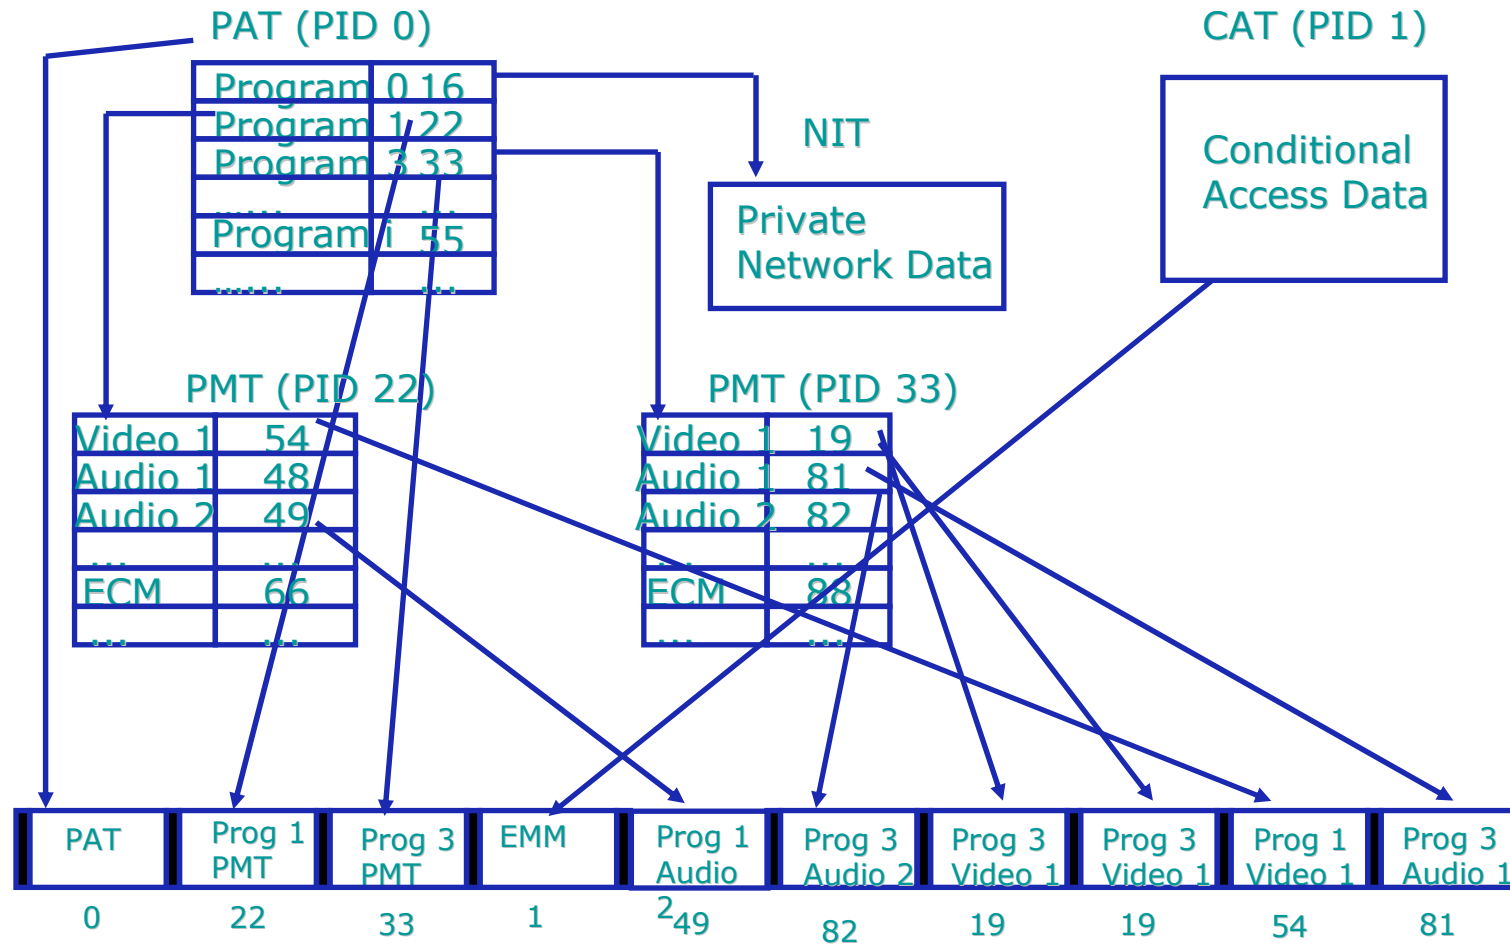 PAT (PID 0)
CAT (PID 1)
Program 0 16
Program 1 22
Program 3 33
...... ...
Program i 55
...... ...
NIT
Private
Network Data
Conditional
Access Data
PMT (PID 22)
Video 1 54
Audio 1 48
Audio 2 49
... ...
ECM 66
... ...
PMT (PID 33)
Video 1 19
Audio 1 81
Audio 2 82
... ...
ECM 88
... ...
PAT
Prog 1
PMT
Prog 3
PMT
EMM
Prog 1
Audio
2
Prog 3
Audio 2
Prog 3
Video 1
Prog 3
Video 1
Prog 1
Video 1
Prog 3
Audio 1
0 22 33 1 49 82 19 19 54 81